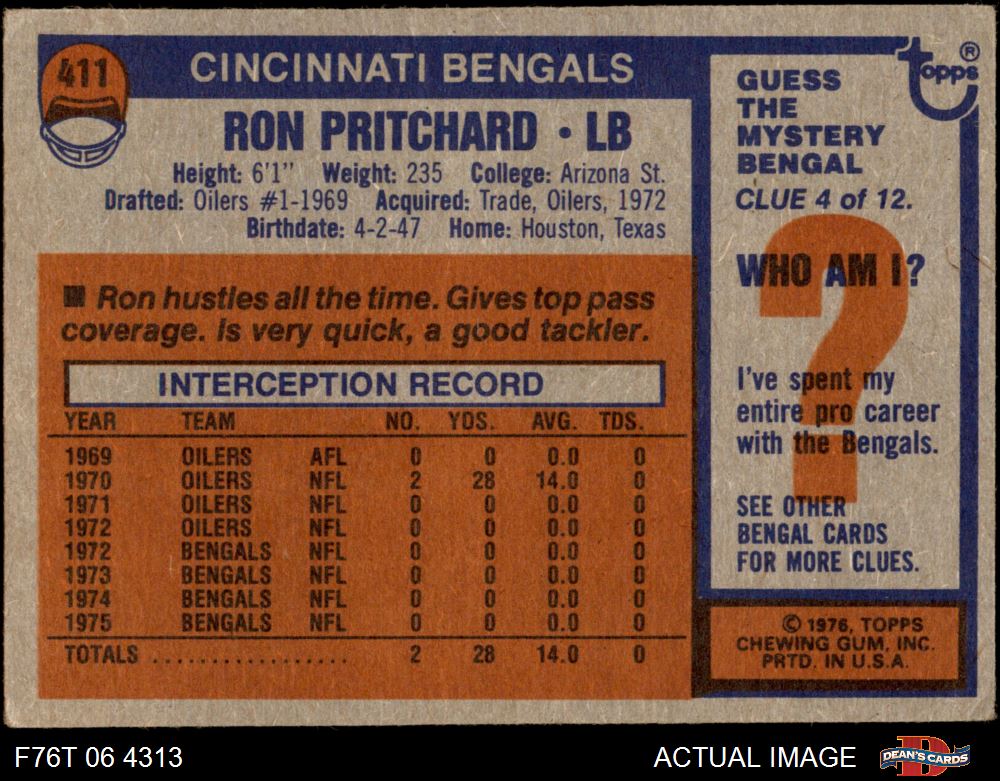 411
CINCINNATI BENGALS
RON PRITCHARD • LB
Height: 6'1" Weight: 235 College: Arizona St.
Drafted: Oilers #1-1969 Acquired: Trade, Oilers, 1972
Birthdate: 4-2-47 Home: Houston, Texas
■ Ron hustles all the time. Gives top pass
coverage. Is very quick, a good tackler.
INTERCEPTION RECORD
YEAR TEAM NO. YDS. AVG. TDS.
1969 OILERS AFL 0 0 0.0 0
1970 OILERS NFL 2 28 14.0 0
1971 OILERS NFL 0 0 0.0 0
1972 OILERS NFL 0 0 0.0 0
1972 BENGALS NFL 0 0 0.0 0
1973 BENGALS NFL 0 0 0.0 0
1974 BENGALS NFL 0 0 0.0 0
1975 BENGALS NFL 0 0 0.0 0
TOTALS .................. 2 28 14.0 0
topps ®
GUESS
THE
MYSTERY
BENGAL
CLUE 4 of 12.
WHO AM I?
?
I've spent my
entire pro career
with the Bengals.
SEE OTHER
BENGAL CARDS
FOR MORE CLUES.
© 1976, TOPPS
CHEWING GUM, INC.
PRTD. IN U.S.A.
F76T 06 4313
ACTUAL IMAGE
D
DEAN'S CARDS